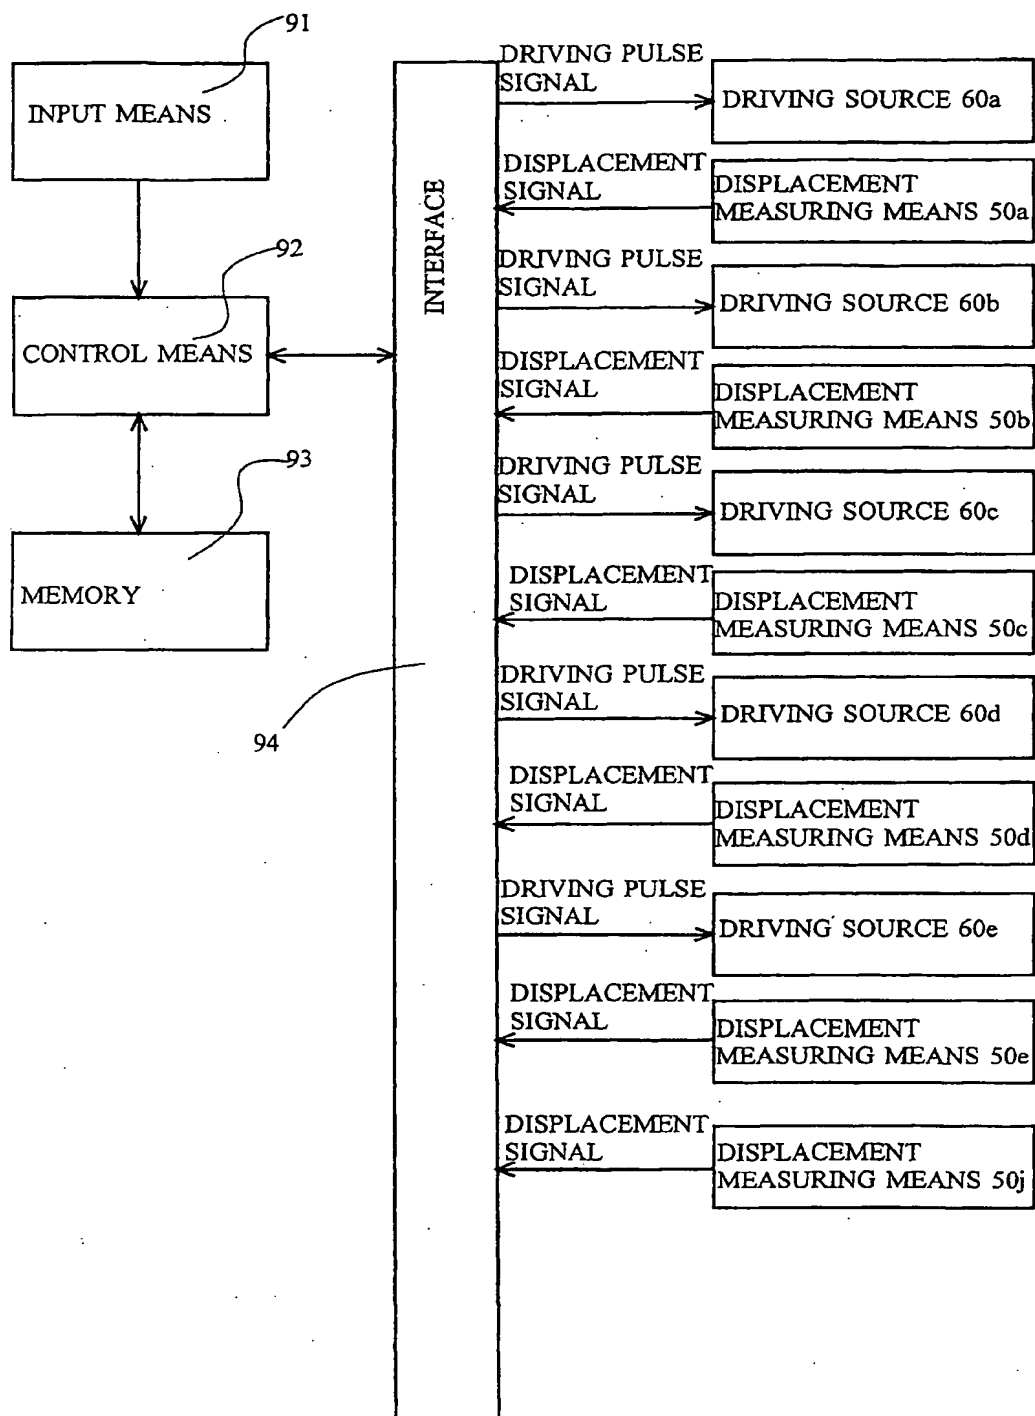 91
INPUT MEANS
92
CONTROL MEANS
93
MEMORY
INTERFACE
94
DRIVING PULSE
SIGNAL
DRIVING SOURCE 60a
DISPLACEMENT
SIGNAL
DISPLACEMENT
MEASURING MEANS 50a
DRIVING PULSE
SIGNAL
DRIVING SOURCE 60b
DISPLACEMENT
SIGNAL
DISPLACEMENT
MEASURING MEANS 50b
DRIVING PULSE
SIGNAL
DRIVING SOURCE 60c
DISPLACEMENT
SIGNAL
DISPLACEMENT
MEASURING MEANS 50c
DRIVING PULSE
SIGNAL
DRIVING SOURCE 60d
DISPLACEMENT
SIGNAL
DISPLACEMENT
MEASURING MEANS 50d
DRIVING PULSE
SIGNAL
DRIVING SOURCE 60e
DISPLACEMENT
SIGNAL
DISPLACEMENT
MEASURING MEANS 50e
DISPLACEMENT
SIGNAL
DISPLACEMENT
MEASURING MEANS 50j